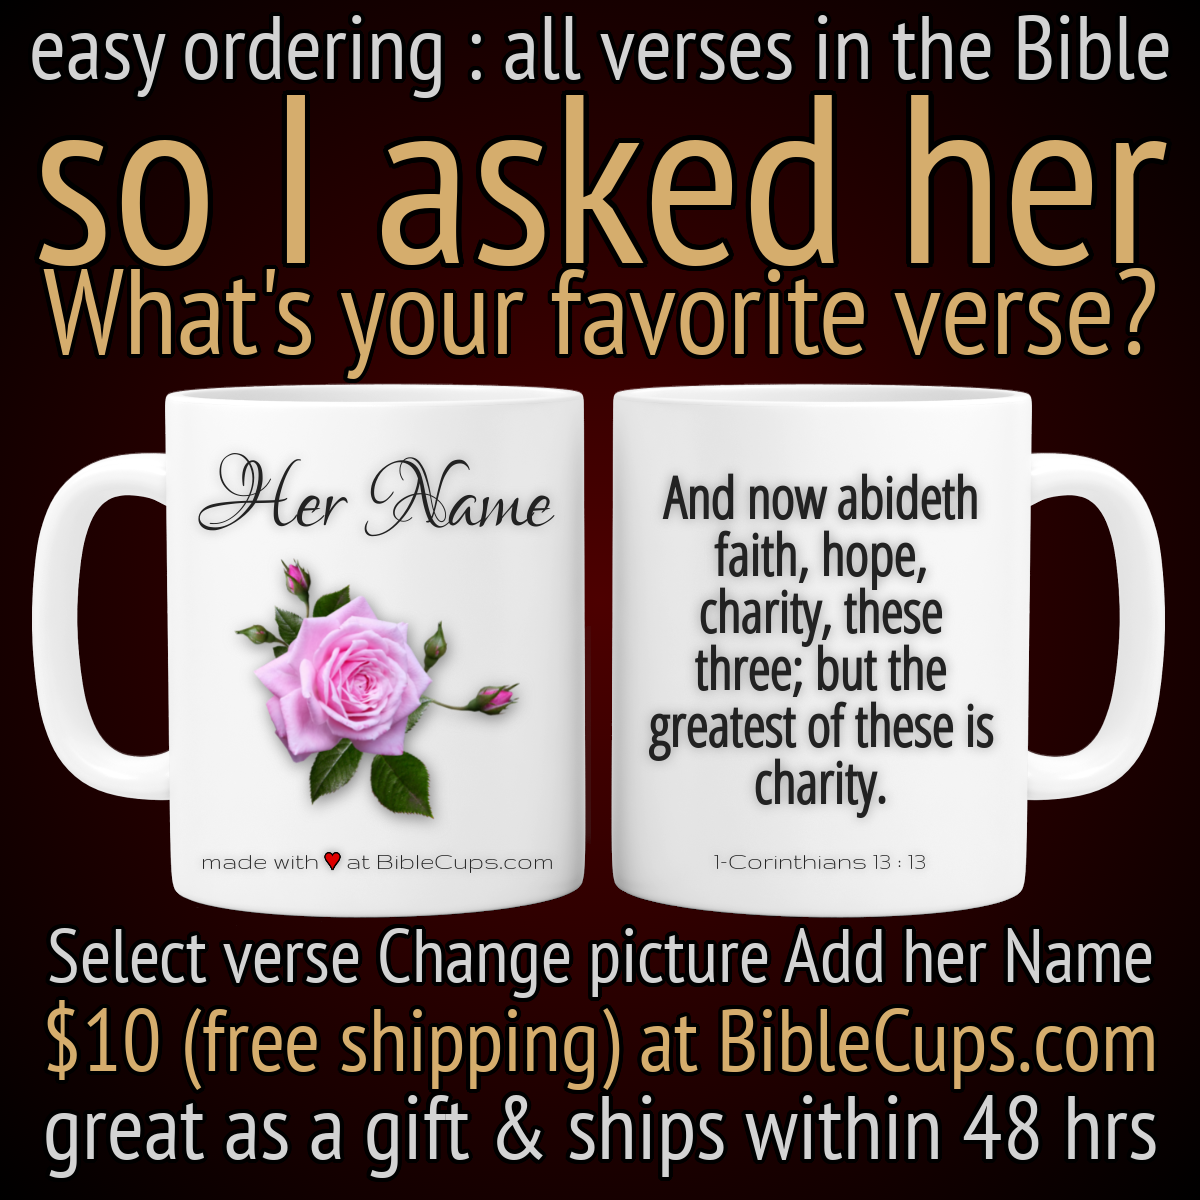 easy ordering : all verses in the Bible
so I asked her
What's your favorite verse?
Her Name
made with ♥ at BibleCups.com
And now abideth
faith, hope,
charity, these
three; but the
greatest of these is
charity.
1-Corinthians 13 : 13
Select verse Change picture Add her Name
$10 (free shipping) at BibleCups.com
great as a gift & ships within 48 hrs